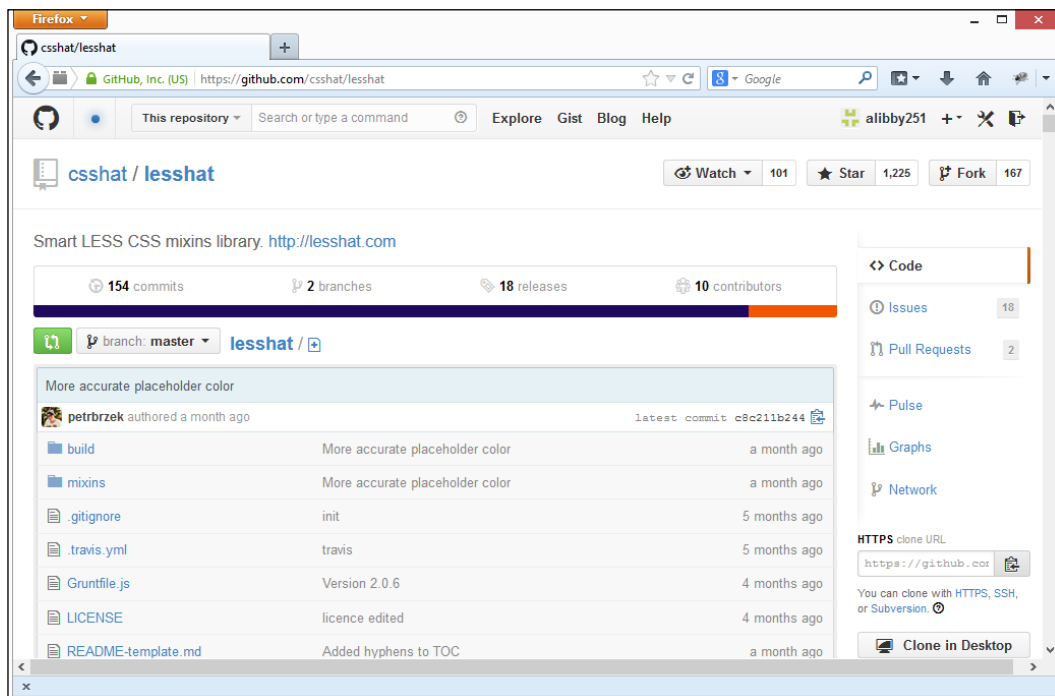 Firefox
csshat/lesshat
GitHub, Inc. (US) https://github.com/csshat/lesshat Google
This repository Search or type a command Explore Gist Blog Help alibby251
csshat / lesshat Watch 101 Star 1,225 Fork 167
Smart LESS CSS mixins library. http://lesshat.com
154 commits 2 branches 18 releases 10 contributors
branch: master lesshat /
More accurate placeholder color
petrbrzek authored a month ago latest commit c8c211b244
build More accurate placeholder color a month ago
mixins More accurate placeholder color a month ago
.gitignore init 5 months ago
.travis.yml travis 5 months ago
Gruntfile.js Version 2.0.6 4 months ago
LICENSE licence edited 4 months ago
README-template.md Added hyphens to TOC a month ago
Code
Issues 18
Pull Requests 2
Pulse
Graphs
Network
HTTPS clone URL
https://github.cor
You can clone with HTTPS, SSH,
or Subversion.
Clone in Desktop